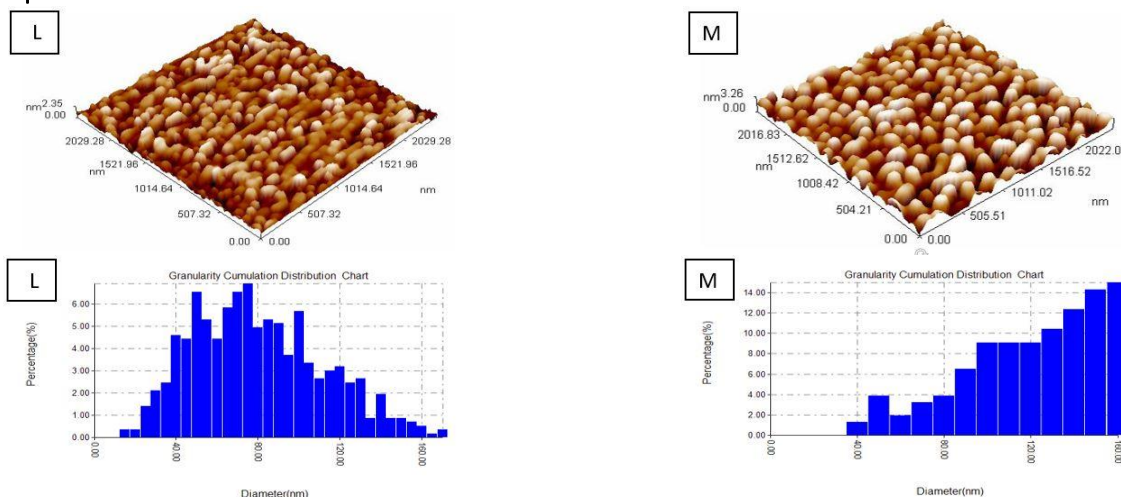 L
nm 2.35
0.00
2029.28
1521.96
nm
1014.64
507.32
0.00
0.00
507.32
1014.64
1521.96
2029.28
nm
M
nm 3.26
0.00
2016.83
1512.62
nm
1008.42
504.21
0.00
0.00
505.51
1011.02
1516.52
2022.0
nm
L
Granularity Cumulation Distribution Chart
Percentage(%)
6.00
5.00
4.00
3.00
2.00
1.00
0.00
0.00
40.00
80.00
120.00
160.00
Diameter(nm)
M
Granularity Cumulation Distribution Chart
Percentage(%)
14.00
12.00
10.00
8.00
6.00
4.00
2.00
0.00
0.00
40.00
80.00
120.00
160.00
Diameter(nm)